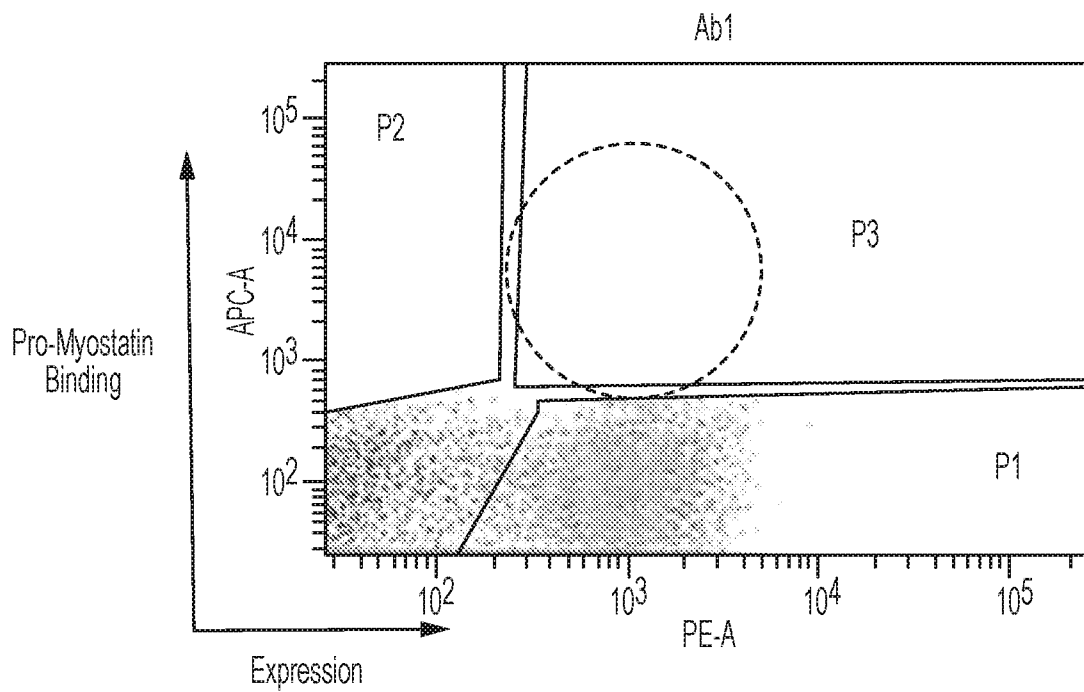 Ab1
10^5
P2
10^4
P3
APC-A
Pro-Myostatin
Binding
10^3
10^2
P1
10^2 10^3 10^4 10^5
PE-A
Expression